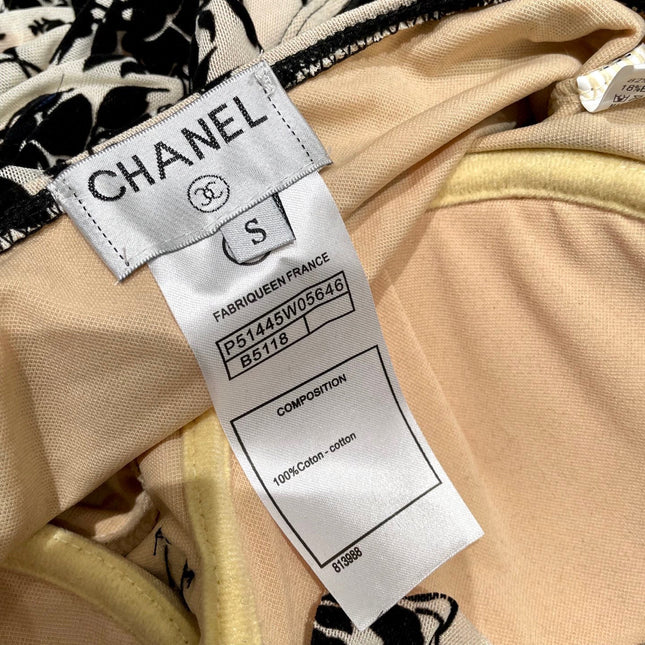 CHANEL
S
FABRIQUEEN FRANCE
P51445W05646
B5118
COMPOSITION
100%Coton - cotton
813988